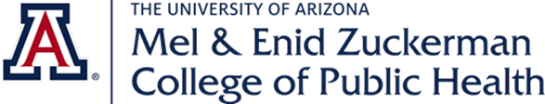 THE UNIVERSITY OF ARIZONA
A® Mel & Enid Zuckerman
College of Public Health